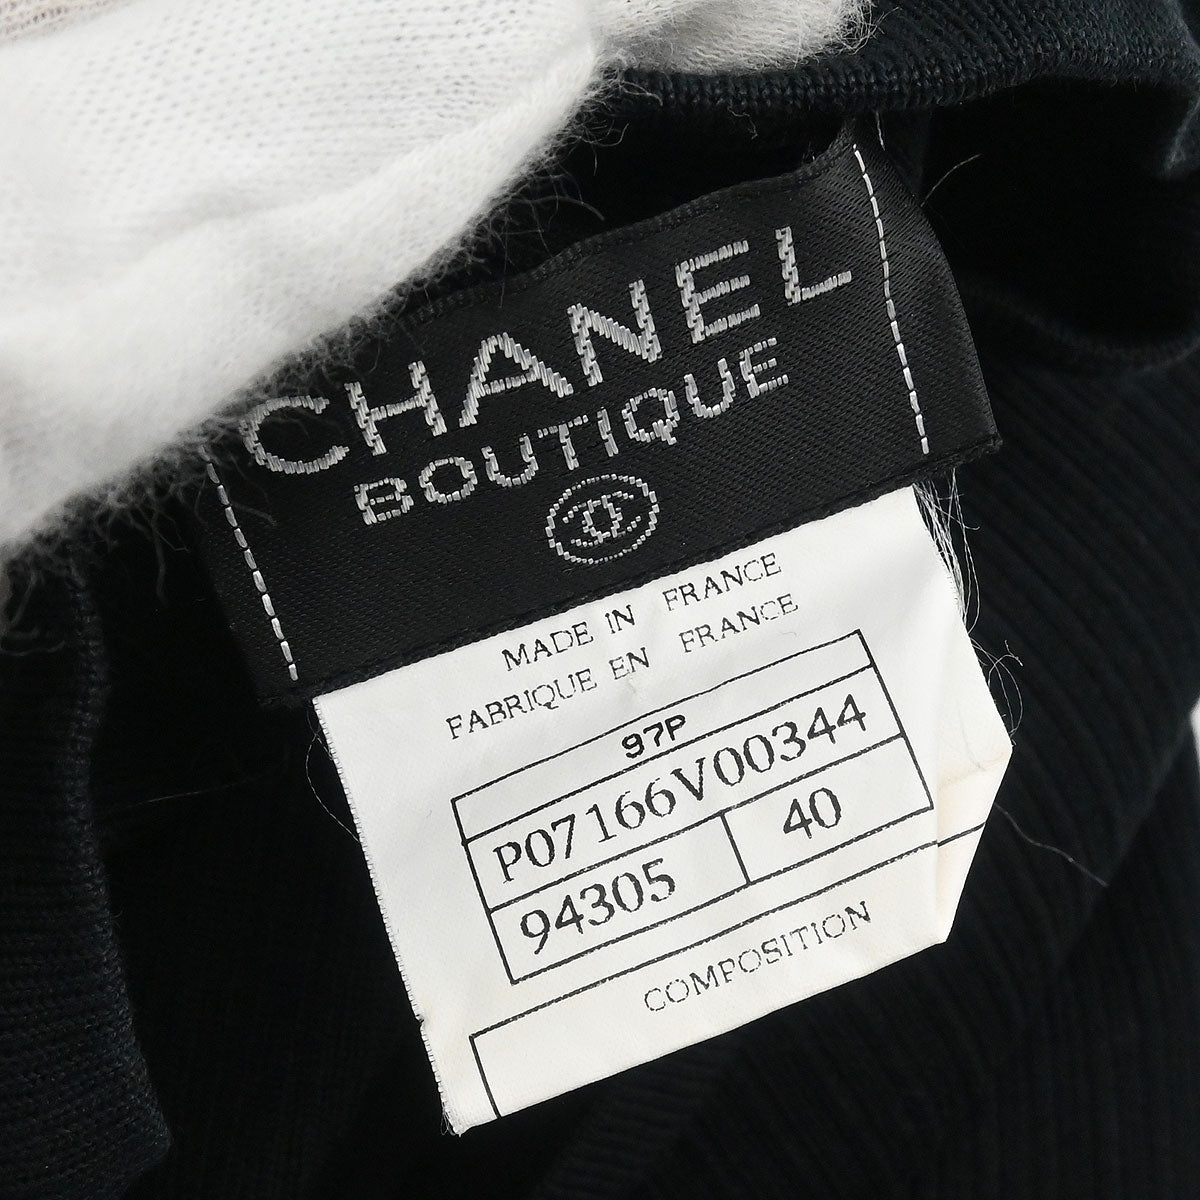 CHANEL
BOUTIQUE
MADE IN FRANCE
FABRIQUE EN FRANCE
97P
P07166V00344
94305 40
COMPOSITION